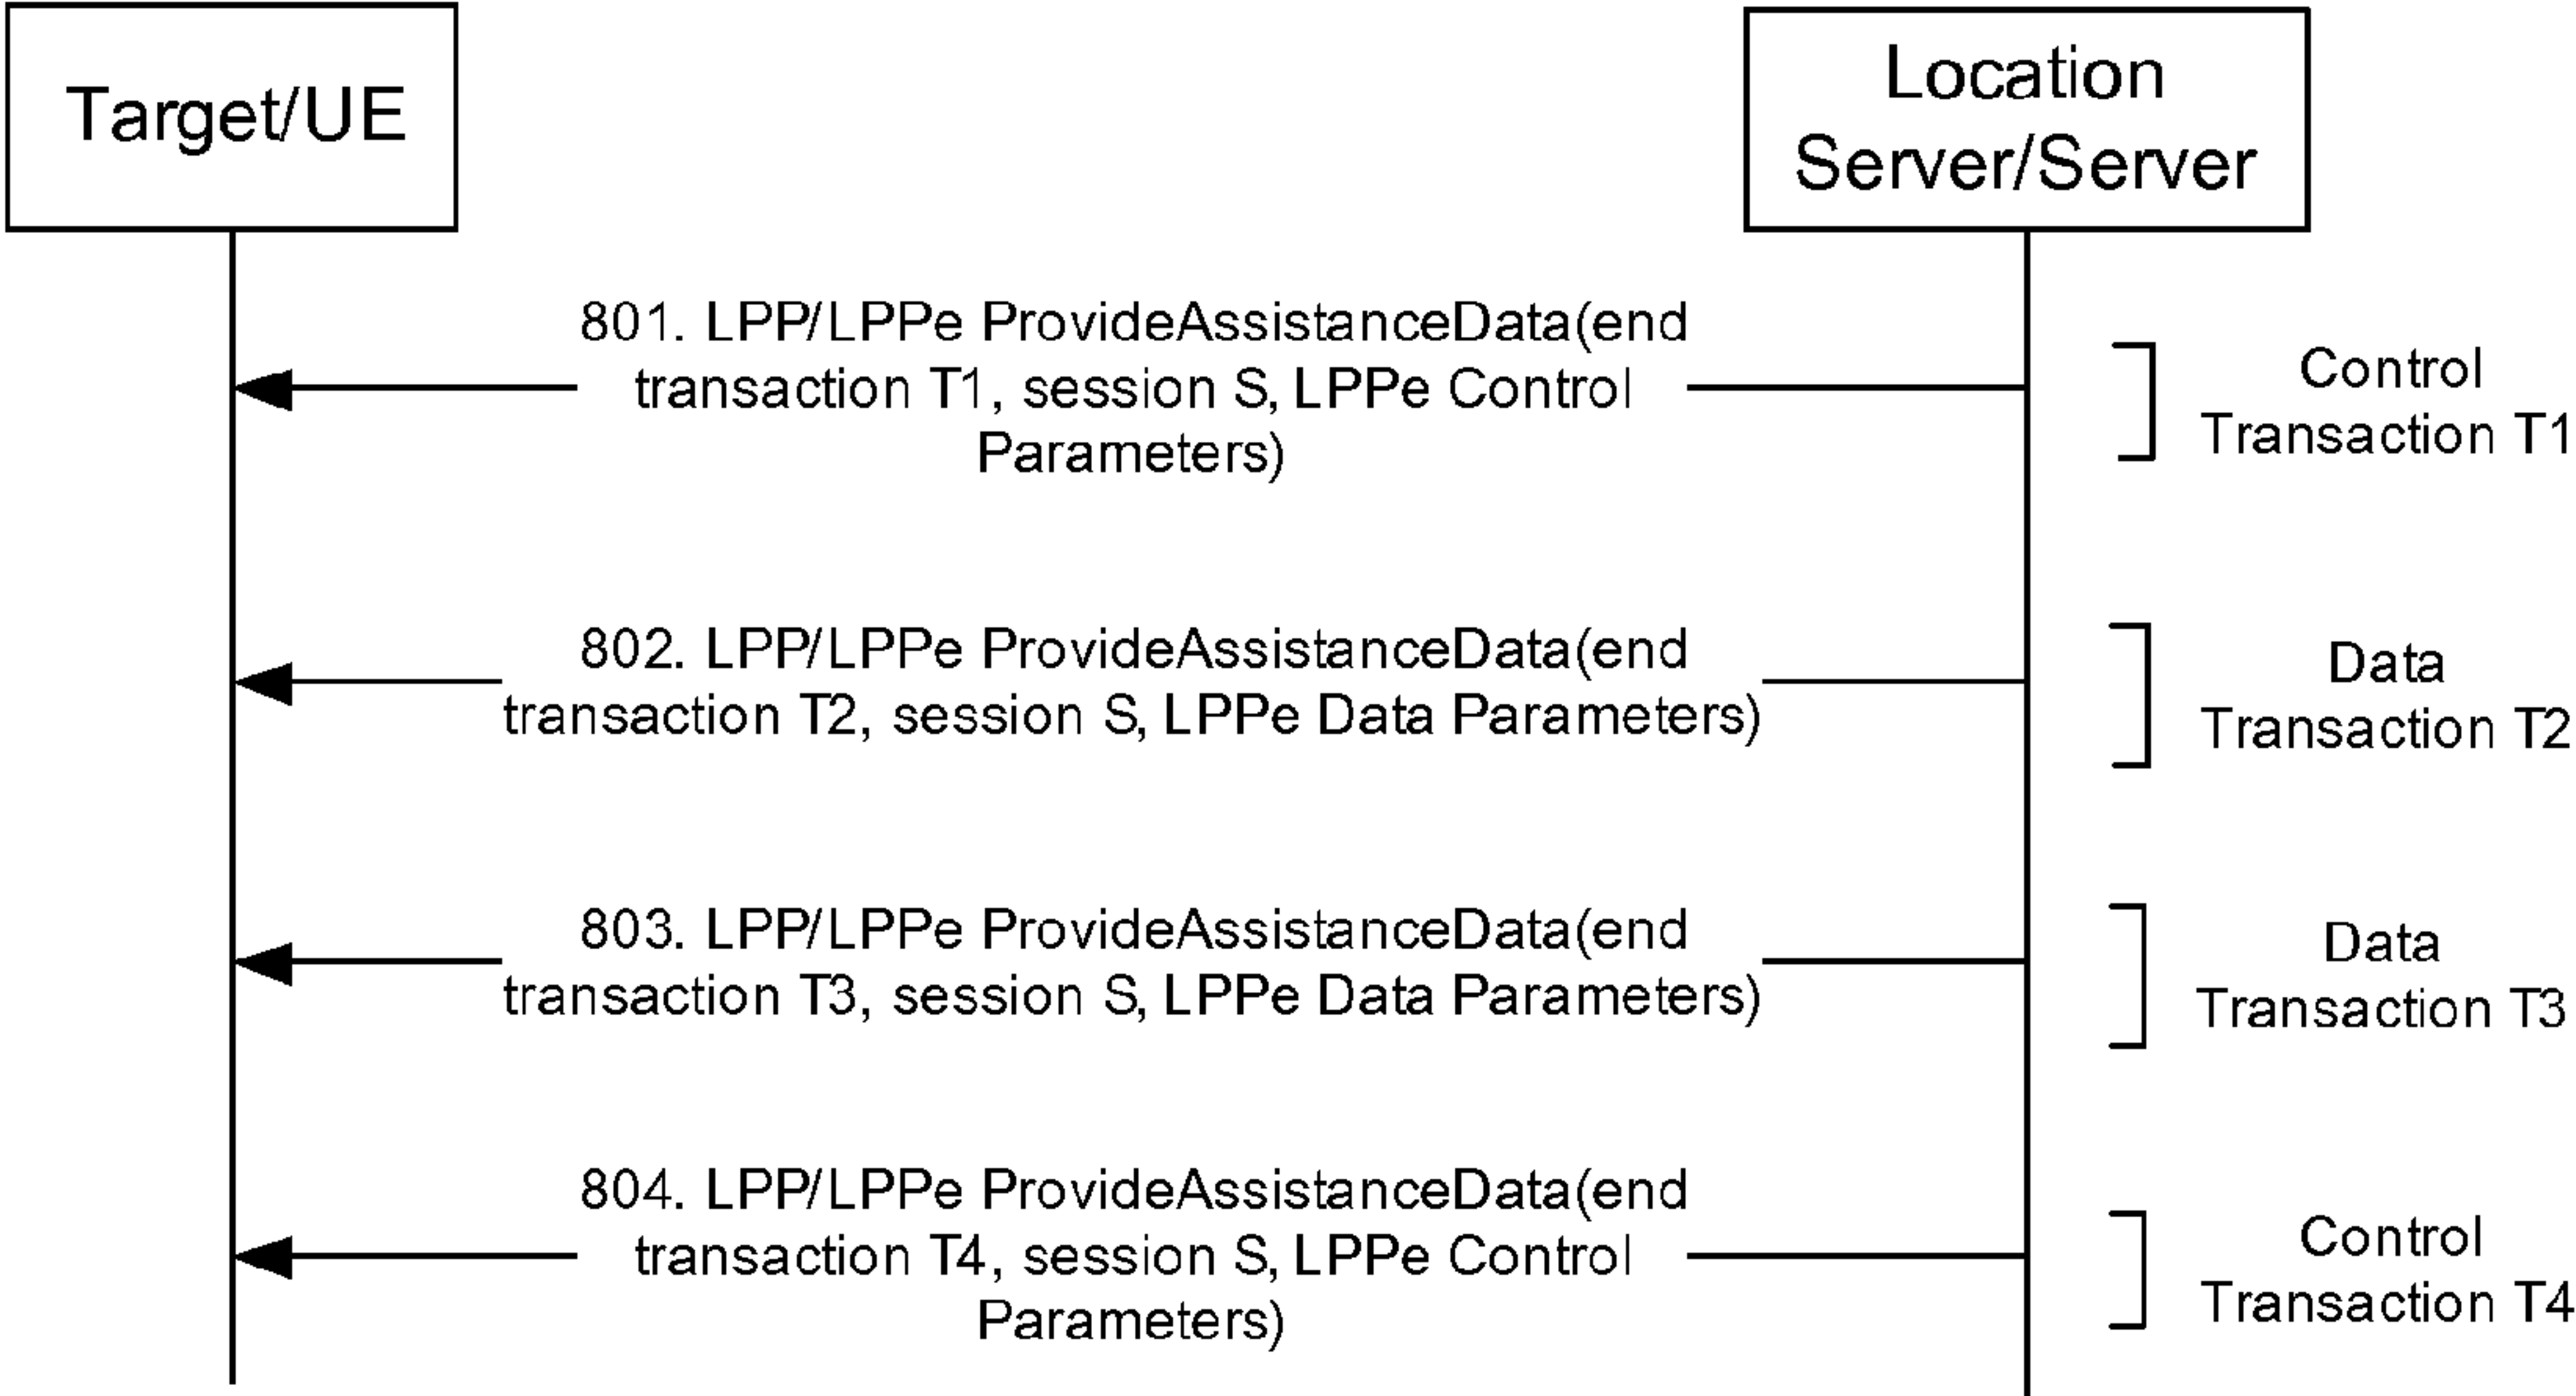 Target/UE
Location
Server/Server
801. LPP/LPPe ProvideAssistanceData(end
transaction T1, session S, LPPe Control
Parameters)
Control
Transaction T1
802. LPP/LPPe ProvideAssistanceData(end
transaction T2, session S, LPPe Data Parameters)
Data
Transaction T2
803. LPP/LPPe ProvideAssistanceData(end
transaction T3, session S, LPPe Data Parameters)
Data
Transaction T3
804. LPP/LPPe ProvideAssistanceData(end
transaction T4, session S, LPPe Control
Parameters)
Control
Transaction T4